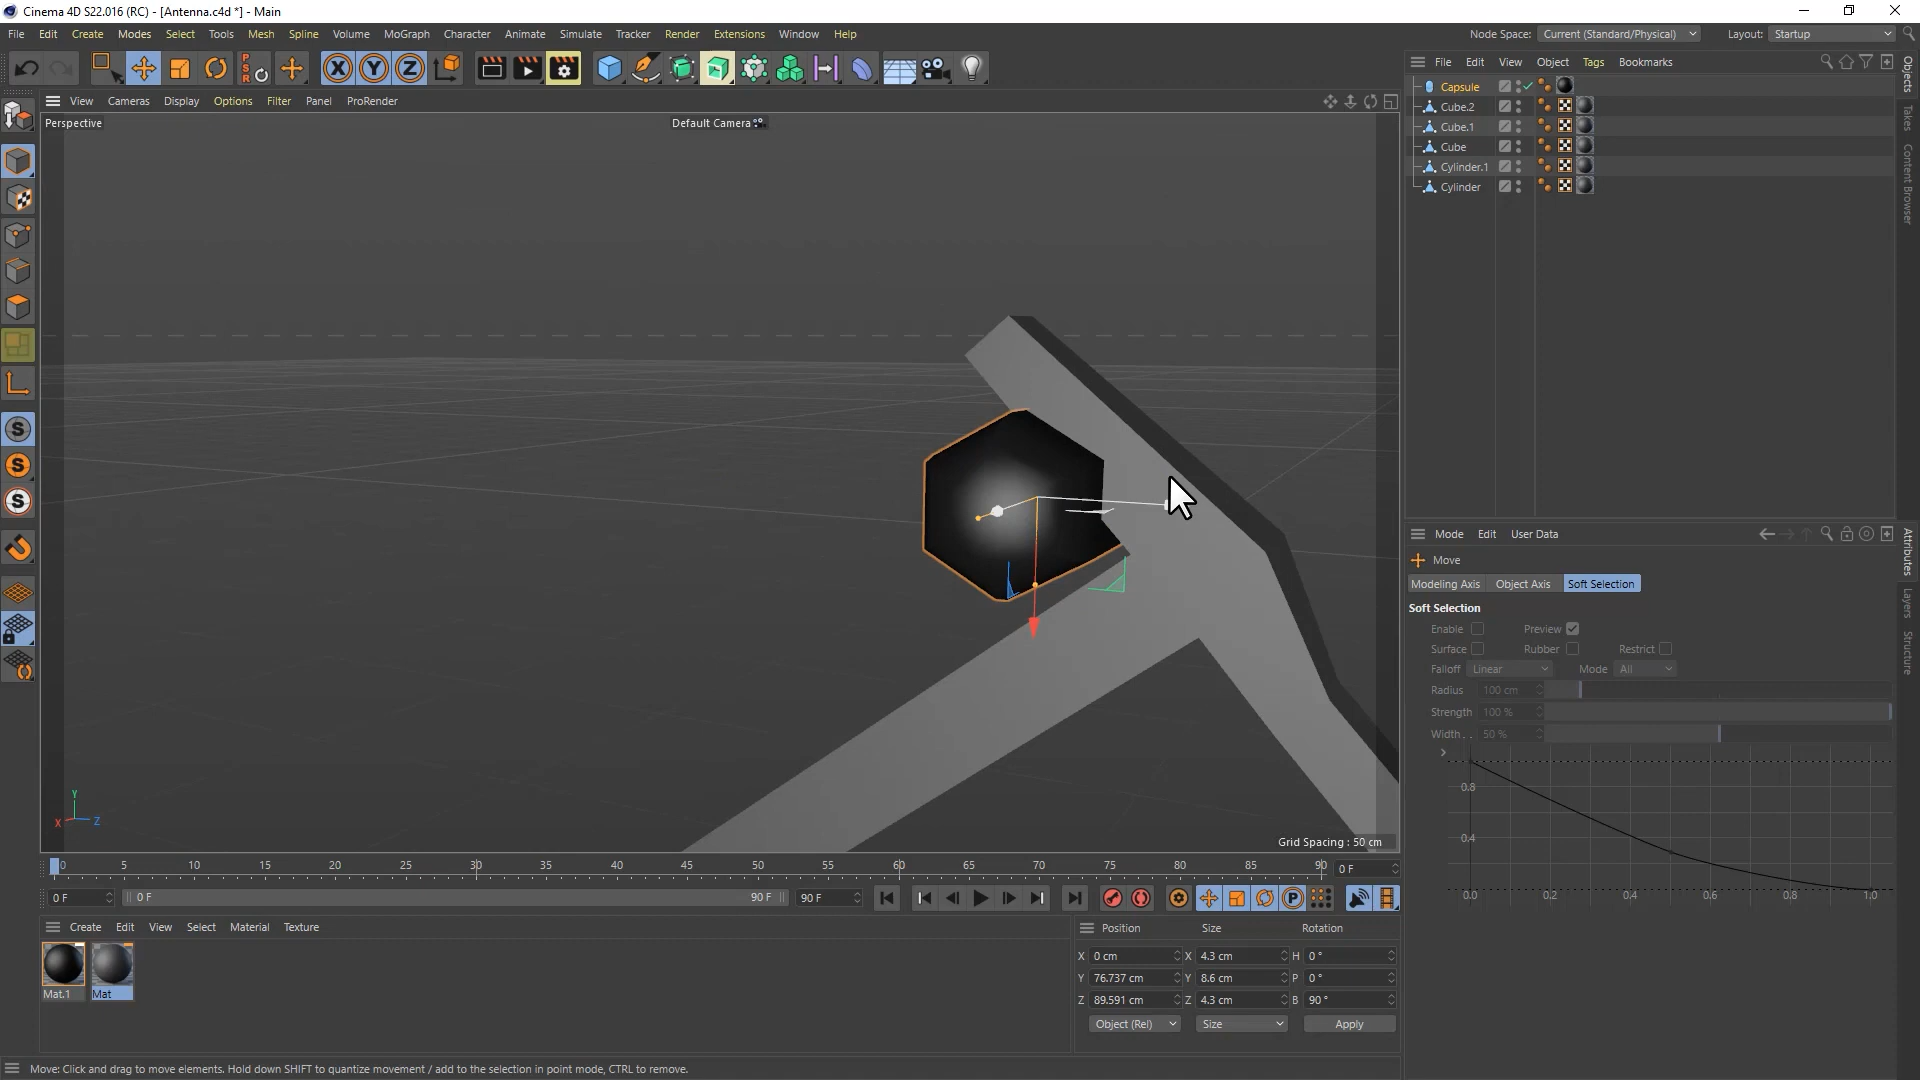 Cinema 4D S22.016 (RC) - [Antenna.c4d *] - Main
File Edit Create Modes Select Tools Mesh Spline Volume MoGraph Character Animate Simulate Tracker Render Extensions Window Help
Node Space: Current (Standard/Physical) Layout: Startup
X Y Z
PSR
View Cameras Display Options Filter Panel ProRender
Perspective
Default Camera
Grid Spacing : 50 cm
Y
X Z
S
S
S
File Edit View Object Tags Bookmarks
Capsule
Cube.2
Cube.1
Cube
Cylinder.1
Cylinder
Objects
Takes
Content Browser
Mode Edit User Data
Move
Modeling Axis Object Axis Soft Selection
Soft Selection
Enable Preview
Surface Rubber Restrict
Falloff Linear Mode All
Radius 100 cm
Strength 100 %
Width . . 50 %
0.8
0.4
0.0 0.2 0.4 0.6 0.8 1.0
Attributes
Layers
Structure
0 5 10 15 20 25 30 35 40 45 50 55 60 65 70 75 80 85 90 0 F
0 F 0 F 90 F 90 F
P
Create Edit View Select Material Texture
Mat.1 Mat
Position Size Rotation
X 0 cm X 4.3 cm H 0 °
Y 76.737 cm Y 8.6 cm P 0 °
Z 89.591 cm Z 4.3 cm B 90 °
Object (Rel) Size Apply
Move: Click and drag to move elements. Hold down SHIFT to quantize movement / add to the selection in point mode, CTRL to remove.